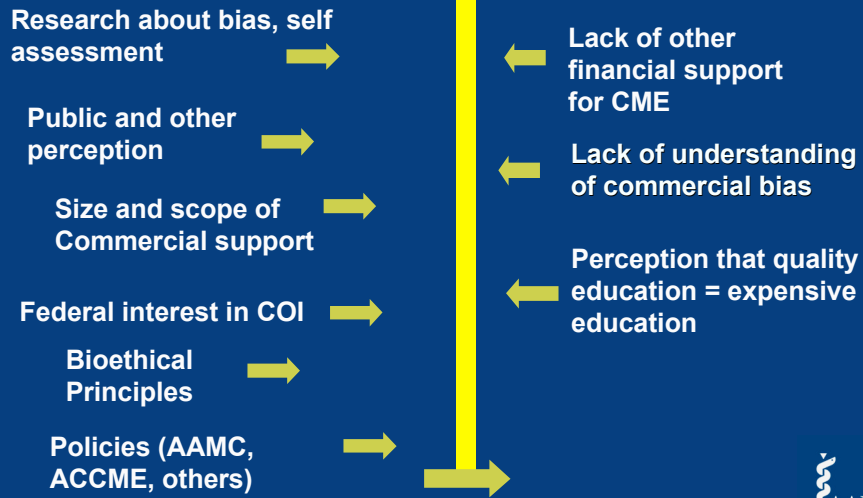 Research about bias, self
assessment
Public and other
perception
Size and scope of
Commercial support
Federal interest in COI
Bioethical
Principles
Policies (AAMC,
ACCME, others)
Lack of other
financial support
for CME
Lack of understanding
of commercial bias
Perception that quality
education = expensive
education